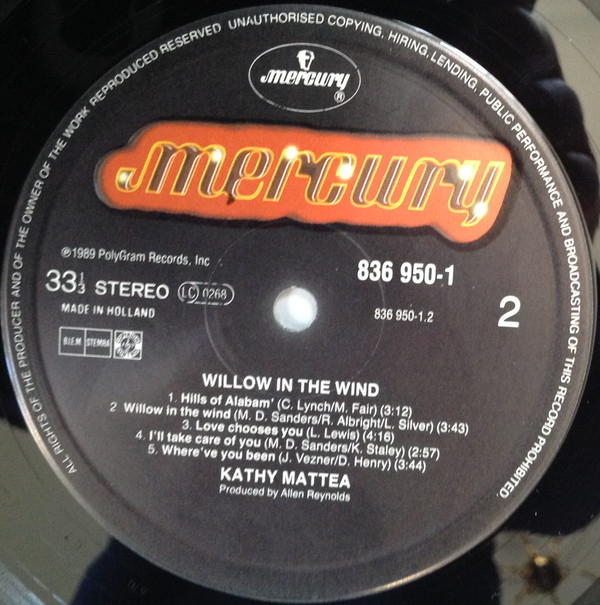 ALL RIGHTS OF THE PRODUCER AND OF THE OWNER OF THE WORK REPRODUCED RESERVED UNAUTHORISED COPYING, HIRING, LENDING, PUBLIC PERFORMANCE AND BROADCASTING OF THIS RECORD PROHIBITED
mercury
®
mercury
℗1989 PolyGram Records, Inc
836 950-1
33 1/3 STEREO LC 0268
836 950-1.2
2
MADE IN HOLLAND
B.I.E.M. STEMRA
WILLOW IN THE WIND
1. Hills of Alabam' (C. Lynch/M. Fair) (3:12)
2 Willow in the wind (M. D. Sanders/R. Albright/L. Silver) (3:43)
3. Love chooses you (L. Lewis) (4:16)
4. I'll take care of you (M. D. Sanders/K. Staley) (2:57)
5. Where've you been (J. Vezner/D. Henry) (3:44)
KATHY MATTEA
Produced by Allen Reynolds